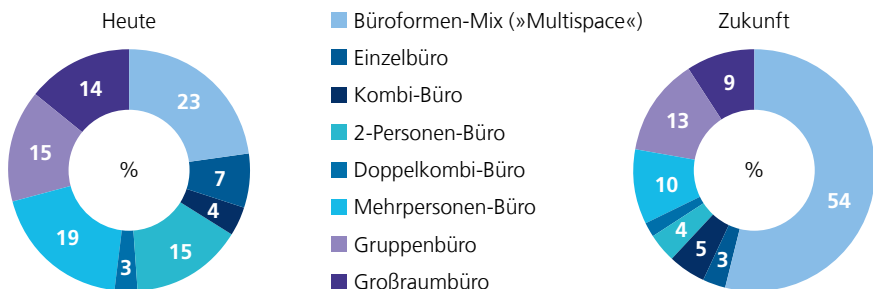 Heute
14
23
15
%
7
4
19
15
3
Büroformen-Mix (»Multispace«)
Einzelbüro
Kombi-Büro
2-Personen-Büro
Doppelkombi-Büro
Mehrpersonen-Büro
Gruppenbüro
Großraumbüro
Zukunft
9
13
%
10
54
4
5
3